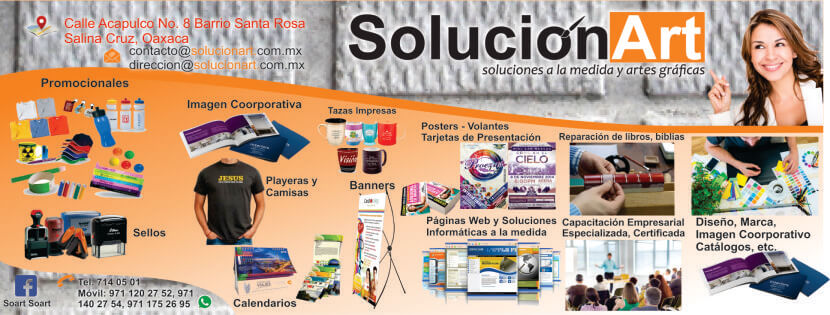 Calle Acapulco No. 8 Barrio Santa Rosa
Salina Cruz, Oaxaca
contacto@solucionart.com.mx
direccion@solucionart.com.mx
SolucionArt
soluciones a la medida y artes gráficas
Promocionales
Imagen Coorporativa
Tazas Impresas
Posters - Volantes
Tarjetas de Presentación
Reparación de libros, biblias
JESUS
Playeras y
Camisas
Banners
CIELO
Sellos
Páginas Web y Soluciones
Informáticas a la medida
Capacitación Empresarial
Especializada, Certificada
Diseño, Marca,
Imagen Coorporativo
Catálogos, etc.
Calendarios
Soart Soart
Tel. 714 05 01
Móvil: 971 120 27 52, 971
140 27 54, 971 175 26 95